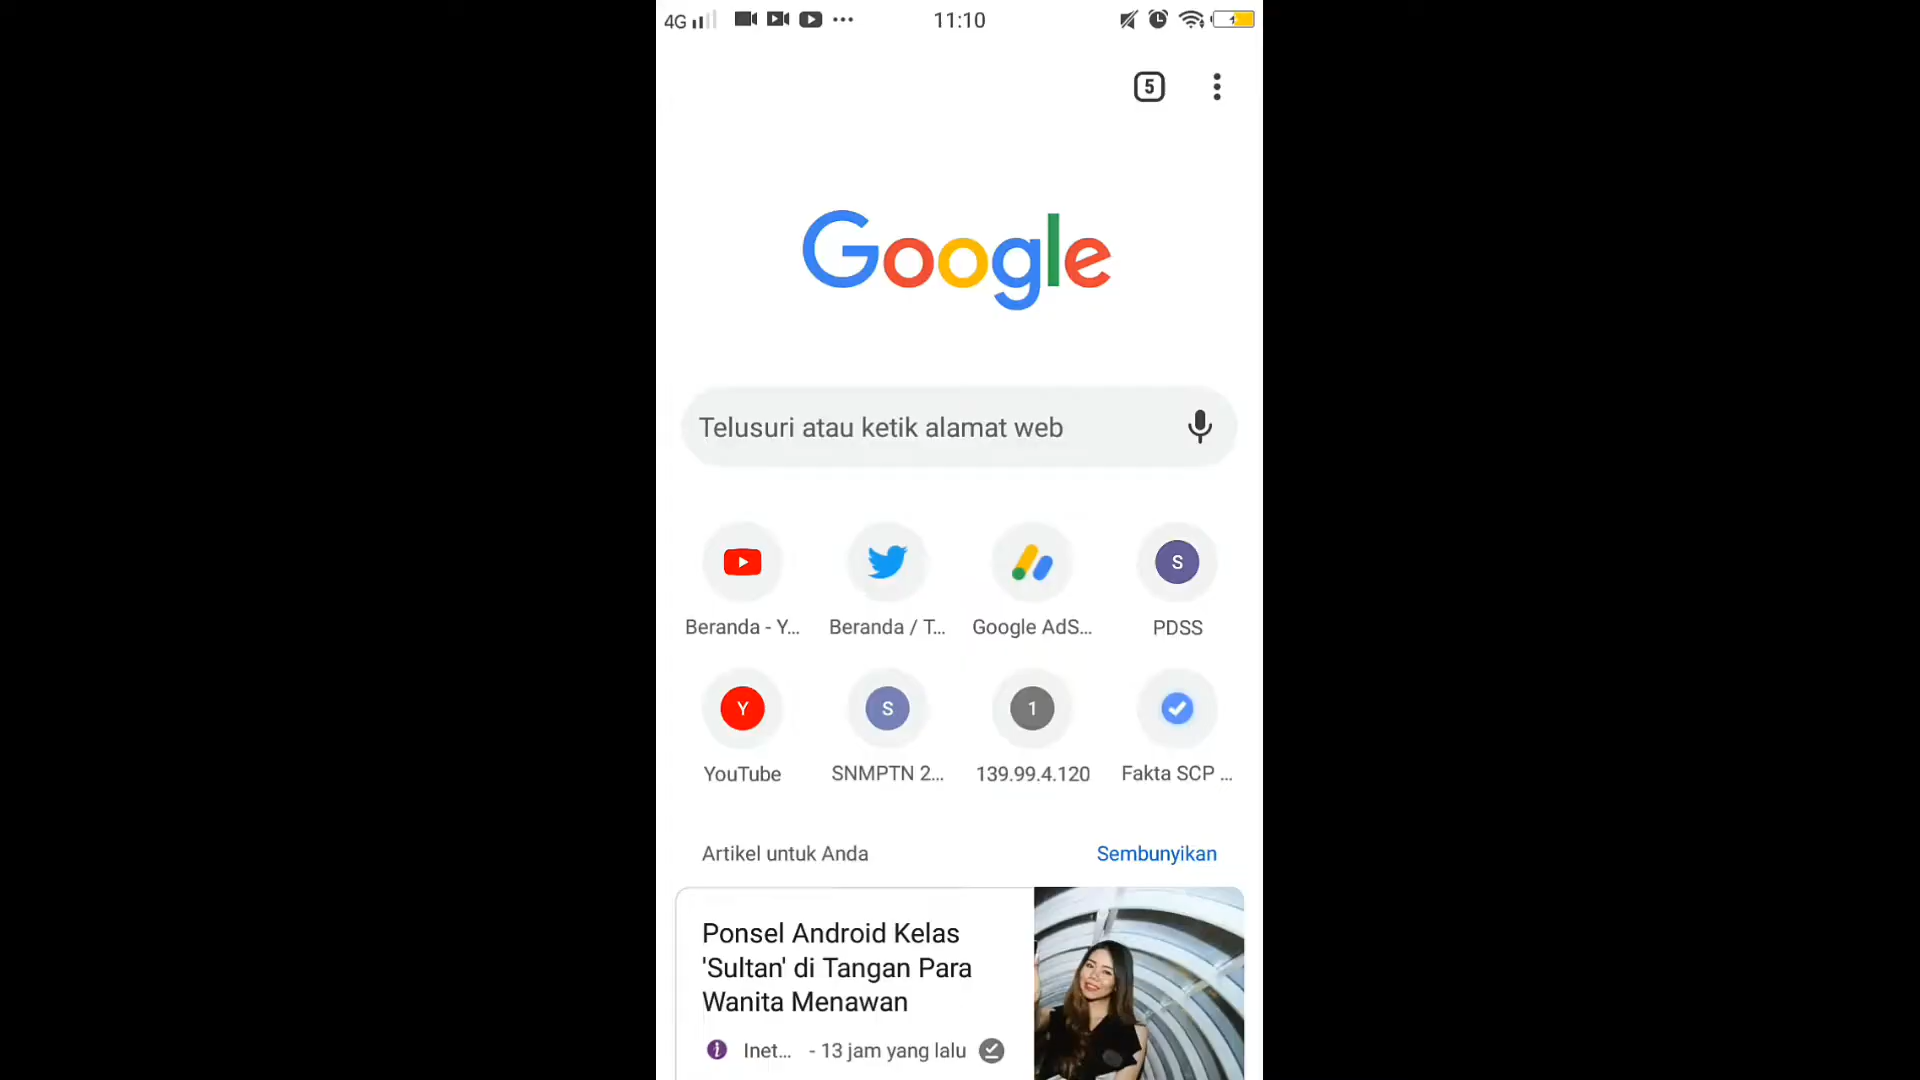 4G 11:10
5
Google
Telusuri atau ketik alamat web
S
Beranda - Y... Beranda / T... Google AdS... PDSS
Y S 1
YouTube SNMPTN 2... 139.99.4.120 Fakta SCP ...
Artikel untuk Anda Sembunyikan
Ponsel Android Kelas
'Sultan' di Tangan Para
Wanita Menawan
i Inet... - 13 jam yang lalu